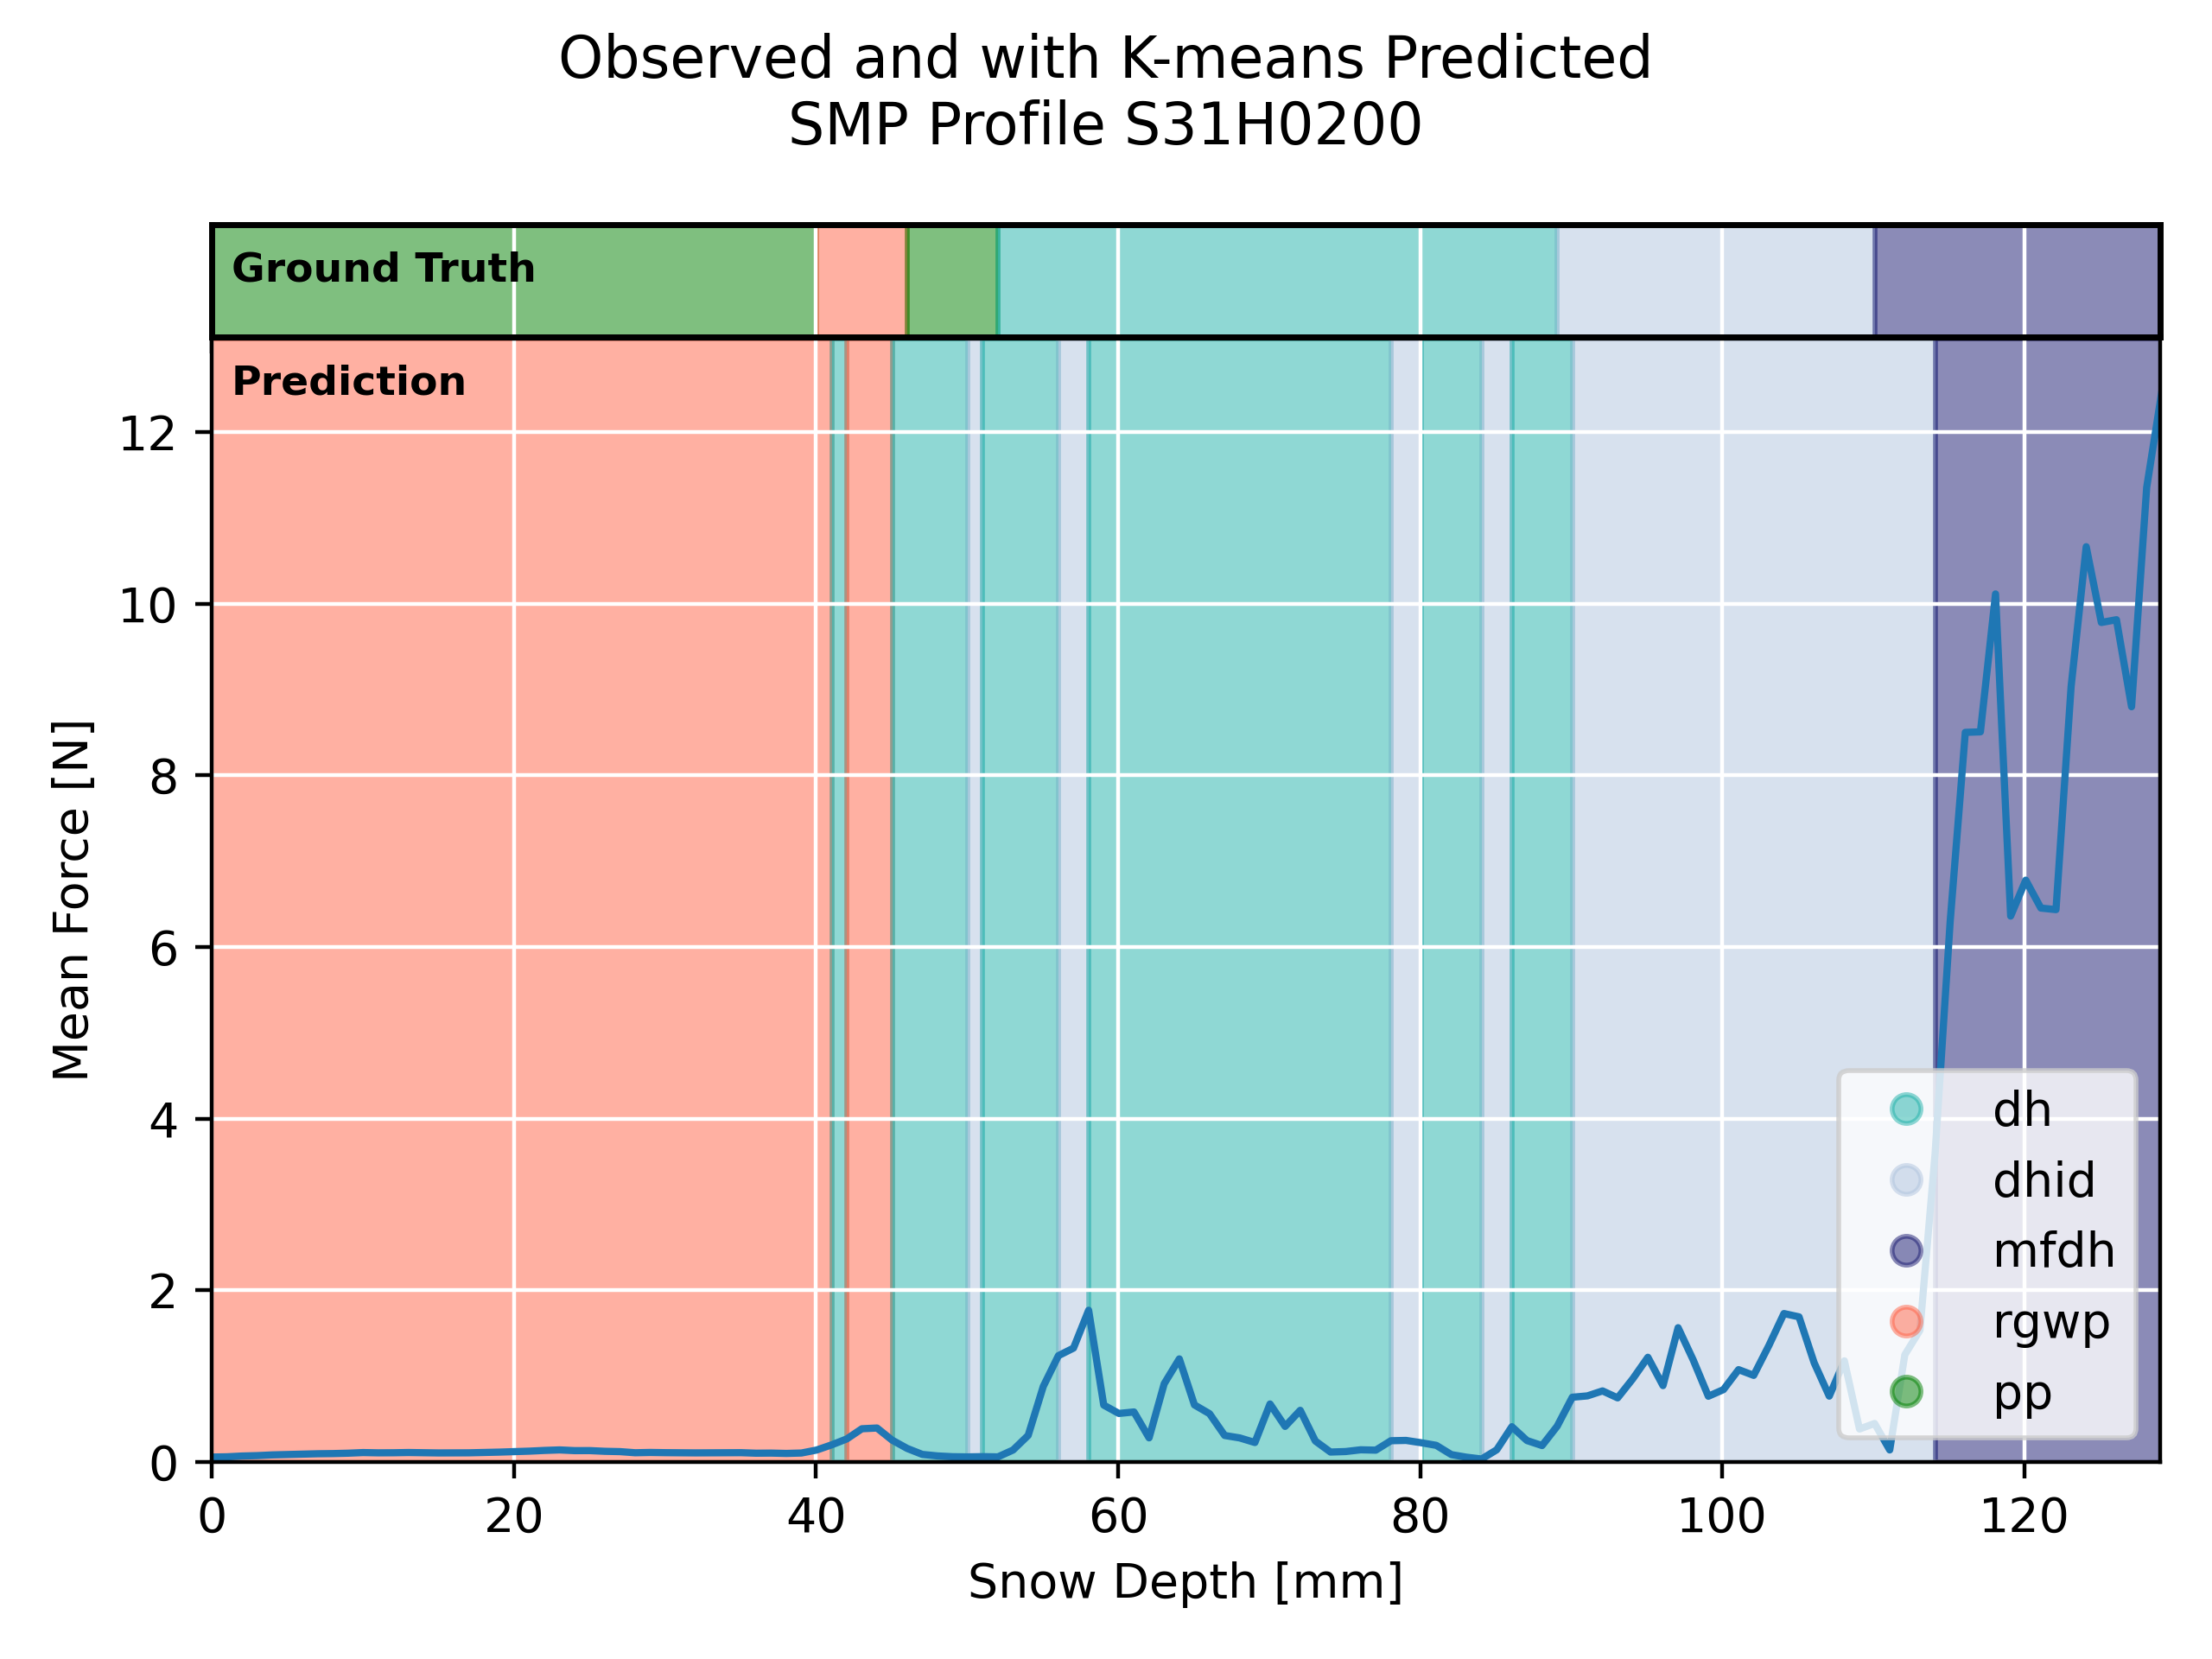 Observed and with K-means Predicted
SMP Profile S31H0200
Ground Truth
Prediction
12
10
8
6
4
2
0
Mean Force [N]
dh
dhid
mfdh
rgwp
pp
0 20 40 60 80 100 120
Snow Depth [mm]